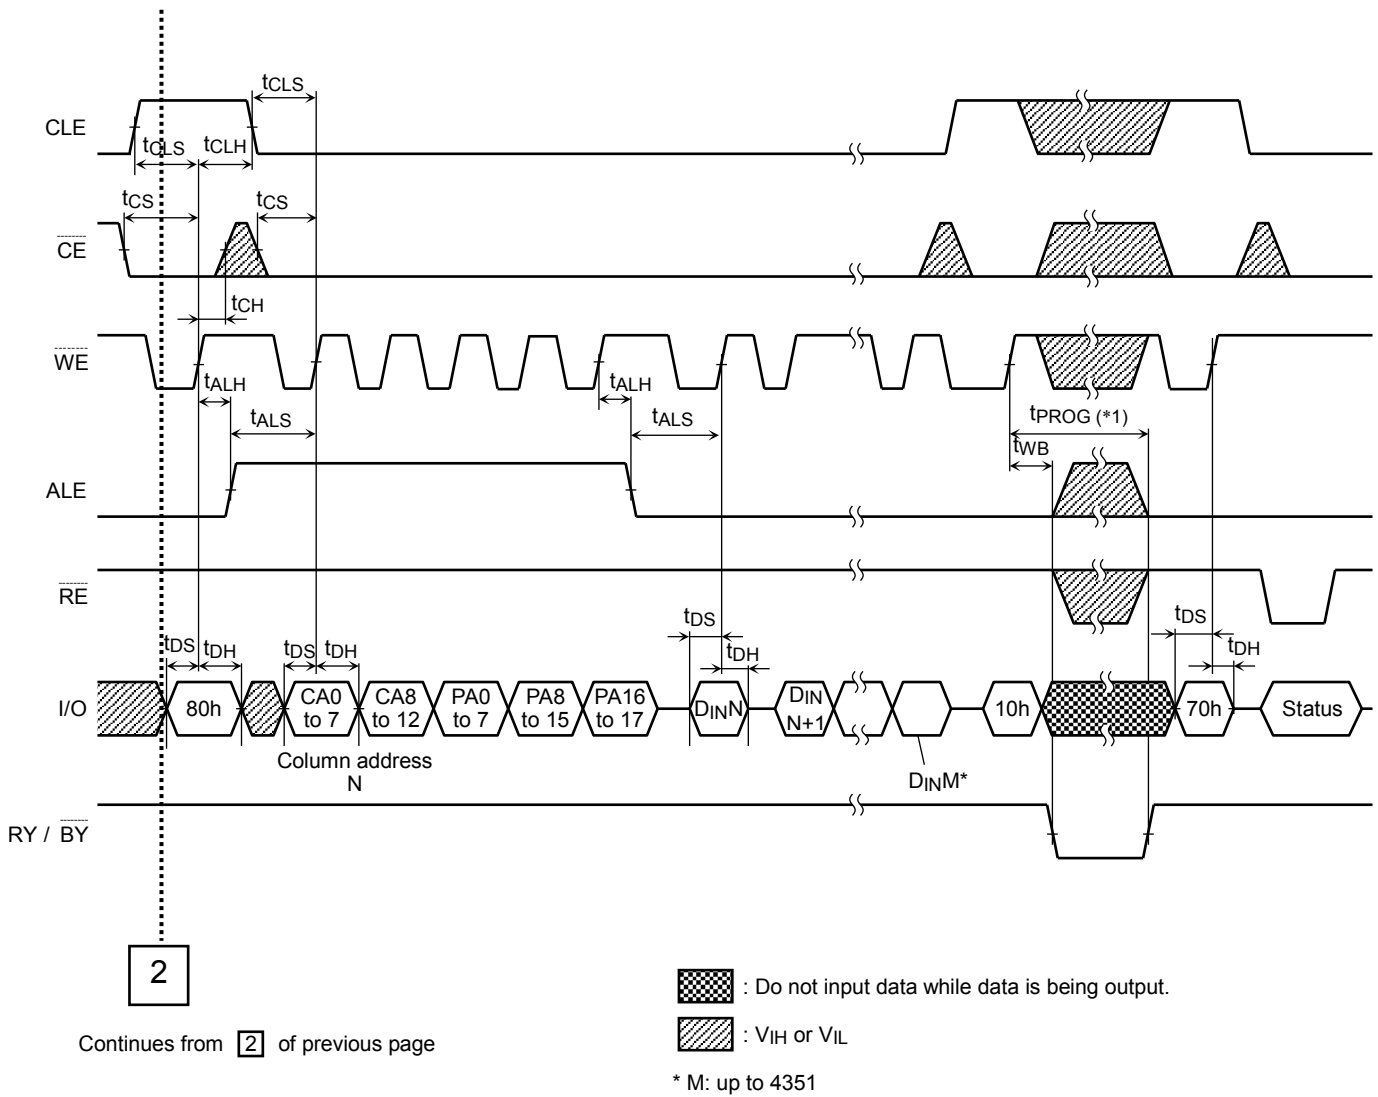 tCLS
CLE
tCLS tCLH
tCS tCS
CE
tCH
WE
tALH tALH
tPROG (*1)
tALS tALS
tWB
ALE
RE
tDS tDS
tDS tDH tDS tDH tDH tDH
I/O 80h CA0 to 7 CA8 to 12 PA0 to 7 PA8 to 15 PA16 to 17 DINN DIN N+1 10h 70h Status
Column address
N
DINM*
RY / BY
2
: Do not input data while data is being output.
Continues from 2 of previous page
: VIH or VIL
* M: up to 4351